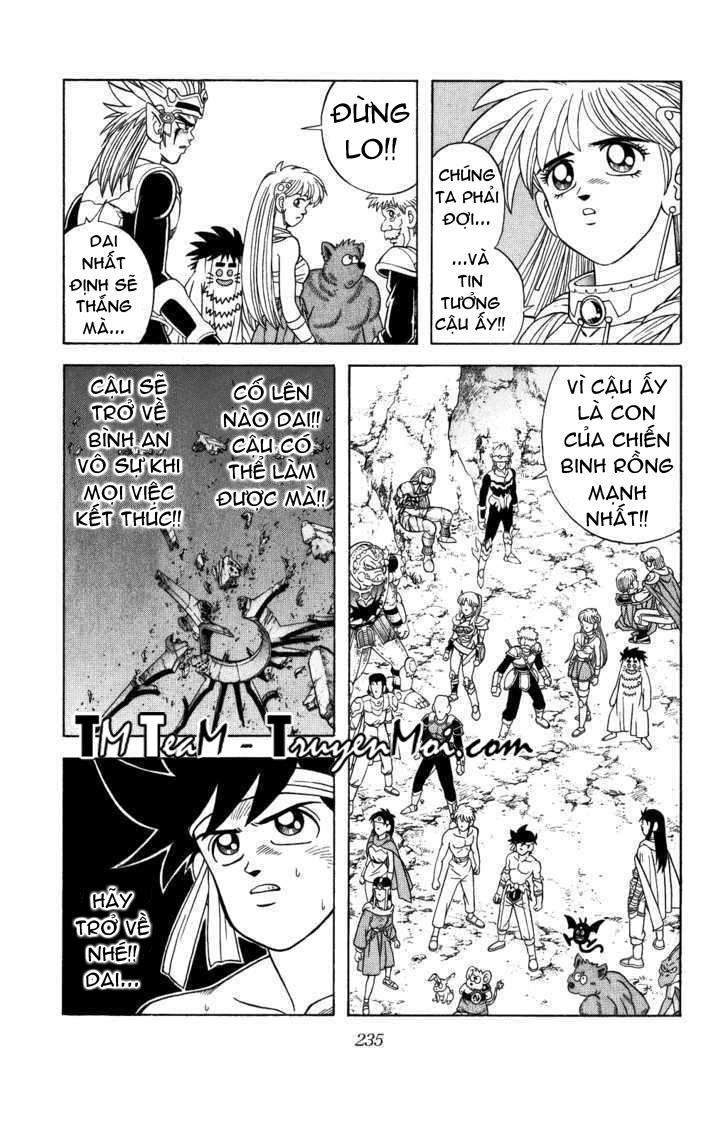 CHÚNG
TA PHẢI
ĐỢI...
...VÀ
TIN
TƯỞNG
CẬU ẤY!!
ĐỪNG
LO!!
DAI
NHẤT
ĐỊNH SẼ
THẮNG
MÀ...
VÌ CẬU ẤY
LÀ CON
CỦA CHIẾN
BINH RỒNG
MẠNH
NHẤT!!
CỐ LÊN
NÀO DAI!!
CẬU CÓ
THỂ LÀM
ĐƯỢC MÀ!!
CẬU SẼ
TRỞ VỀ
BÌNH AN
VÔ SỰ KHI
MỌI VIỆC
KẾT THÚC!!
TM TEAM - TRUYENMOI.COM
HÃY
TRỞ VỀ
NHÉ!!
DAI...
235